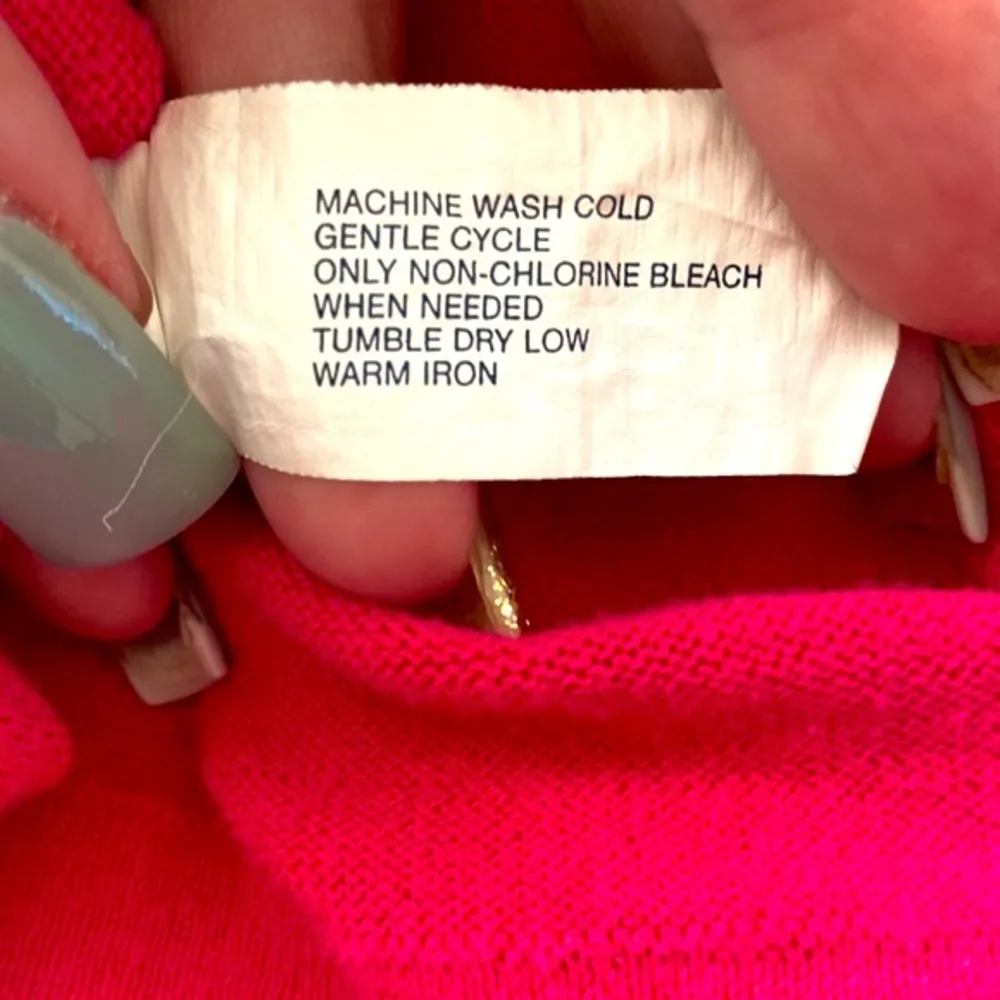 MACHINE WASH COLD
GENTLE CYCLE
ONLY NON-CHLORINE BLEACH
WHEN NEEDED
TUMBLE DRY LOW
WARM IRON